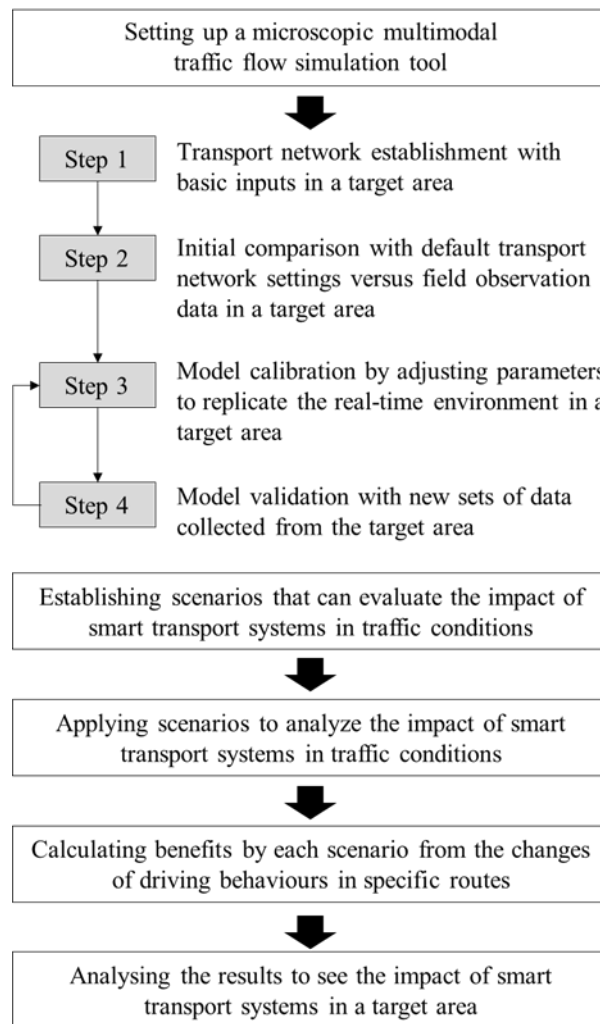 Setting up a microscopic multimodal
traffic flow simulation tool
Step 1
Transport network establishment with
basic inputs in a target area
Step 2
Initial comparison with default transport
network settings versus field observation
data in a target area
Step 3
Model calibration by adjusting parameters
to replicate the real-time environment in a
target area
Step 4
Model validation with new sets of data
collected from the target area
Establishing scenarios that can evaluate the impact of
smart transport systems in traffic conditions
Applying scenarios to analyze the impact of smart
transport systems in traffic conditions
Calculating benefits by each scenario from the changes
of driving behaviours in specific routes
Analysing the results to see the impact of smart
transport systems in a target area